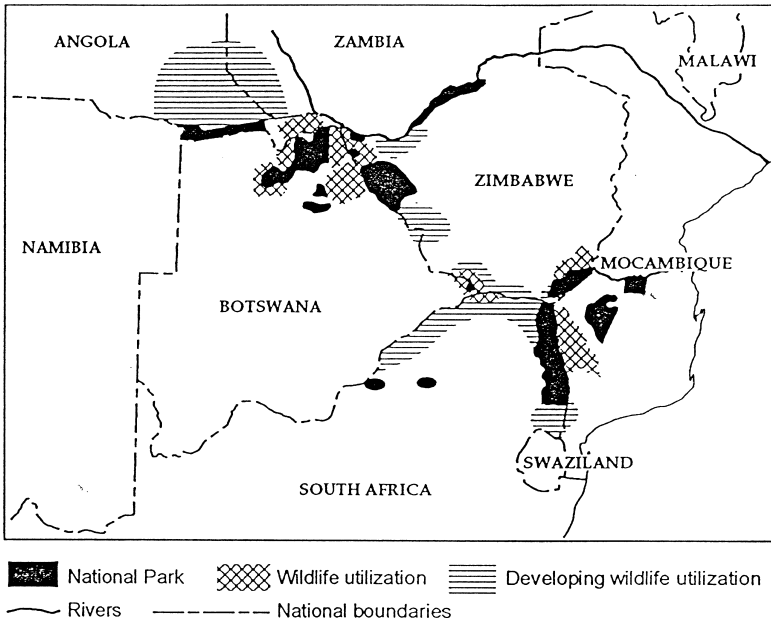 ANGOLA
ZAMBIA
MALAWI
ZIMBABWE
NAMIBIA
MOCAMBIQUE
BOTSWANA
SWAZILAND
SOUTH AFRICA
National Park
Wildlife utilization
Developing wildlife utilization
Rivers
National boundaries